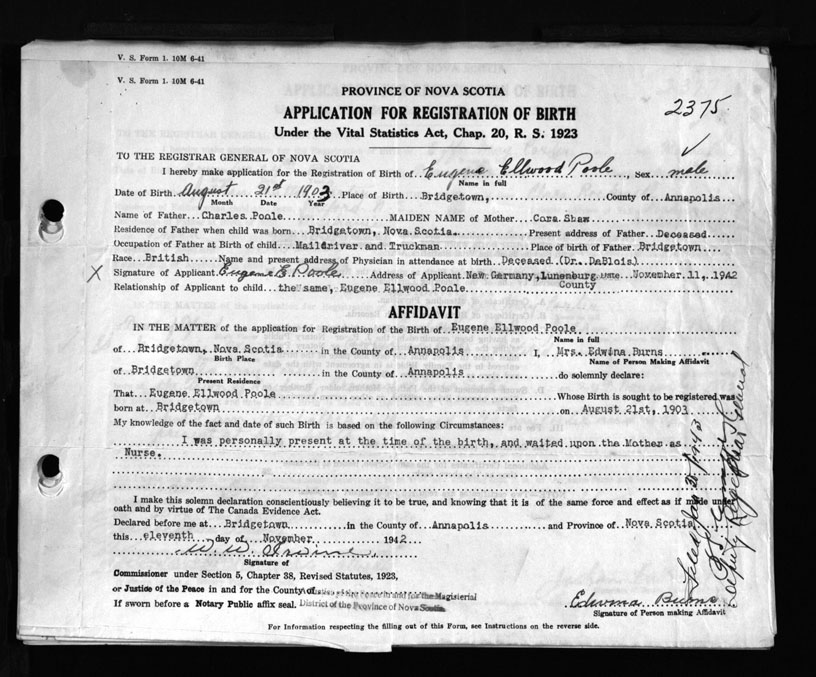 V. S. Form 1. 10M 6-41
V. S. Form 1. 10M 6-41
PROVINCE OF NOVA SCOTIA
APPLICATION FOR REGISTRATION OF BIRTH
2375
Under the Vital Statistics Act, Chap. 20, R. S. 1923
TO THE REGISTRAR GENERAL OF NOVA SCOTIA
I hereby make application for the Registration of Birth of Eugene Ellwood Poole, Sex male
Name in full
Date of Birth August 21st 1903 Place of Birth Bridgetown, County of Annapolis
Month Day Year
Name of Father Charles Poole MAIDEN NAME of Mother Cora Shaw
Residence of Father when child was born Bridgetown, Nova Scotia. Present address of Father Deceased
Occupation of Father at Birth of child Maildriver and Truckman Place of birth of Father Bridgetown
Race British Name and present address of Physician in attendance at birth Deceased (Dr. DaBlois)
X Signature of Applicant Eugene E. Poole Address of Applicant New Germany, Lunenburg Date November 11, 1942
County
Relationship of Applicant to child the same, Eugene Ellwood Poole
AFFIDAVIT
IN THE MATTER of the application for Registration of the Birth of Eugene Ellwood Poole
Name in full
of Bridgetown, Nova Scotia in the County of Annapolis I, Mrs. Edwina Burns
Birth Place Name of Person Making Affidavit
of Bridgetown in the County of Annapolis do solemnly declare:
Present Residence
That Eugene Ellwood Poole Whose Birth is sought to be registered was
born at Bridgetown on August 21st, 1903
My knowledge of the fact and date of such Birth is based on the following Circumstances:
I was personally present at the time of the birth, and waited upon the Mother as
Nurse.
I make this solemn declaration conscientiously believing it to be true, and knowing that it is of the same force and effect as if made under
oath and by virtue of The Canada Evidence Act.
Declared before me at Bridgetown in the County of Annapolis and Province of Nova Scotia
this eleventh day of November 1942
Signature of
Commissioner under Section 5, Chapter 38, Revised Statutes, 1923,
or Justice of the Peace in and for the County of
for the Magisterial
If sworn before a Notary Public affix seal. District of the Province of Nova Scotia
Edwina Burns
Signature of Person making Affidavit
For Information respecting the filling out of this Form, see Instructions on the reverse side.
Deputy Registrar General